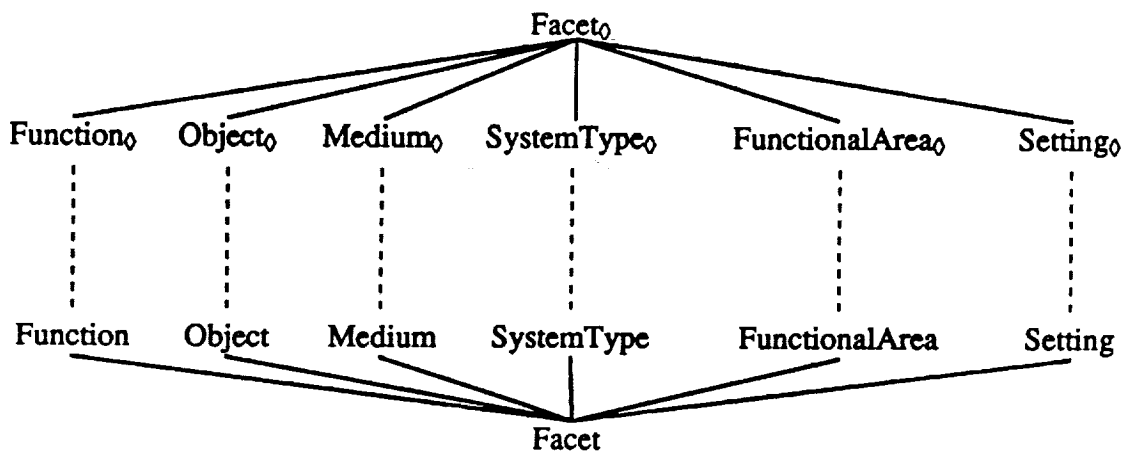 Facet◊
Function◊ Object◊ Medium◊ SystemType◊ FunctionalArea◊ Setting◊
Function Object Medium SystemType FunctionalArea Setting
Facet